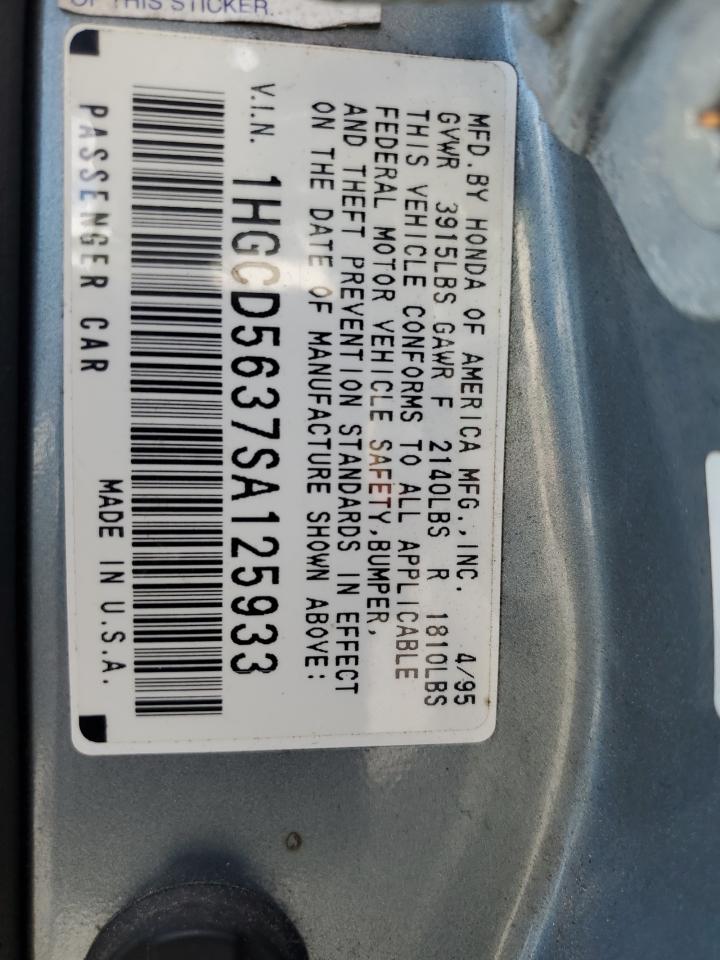 OF THIS STICKER.
MFD. BY HONDA OF AMERICA MFG., INC. 4/95
GVWR 3915LBS GAWR F 2140LBS R 1810LBS
THIS VEHICLE CONFORMS TO ALL APPLICABLE
FEDERAL MOTOR VEHICLE SAFETY, BUMPER,
AND THEFT PREVENTION STANDARDS IN EFFECT
ON THE DATE OF MANUFACTURE SHOWN ABOVE:
V.I.N. 1HGCD5637SA125933
PASSENGER CAR MADE IN U.S.A.